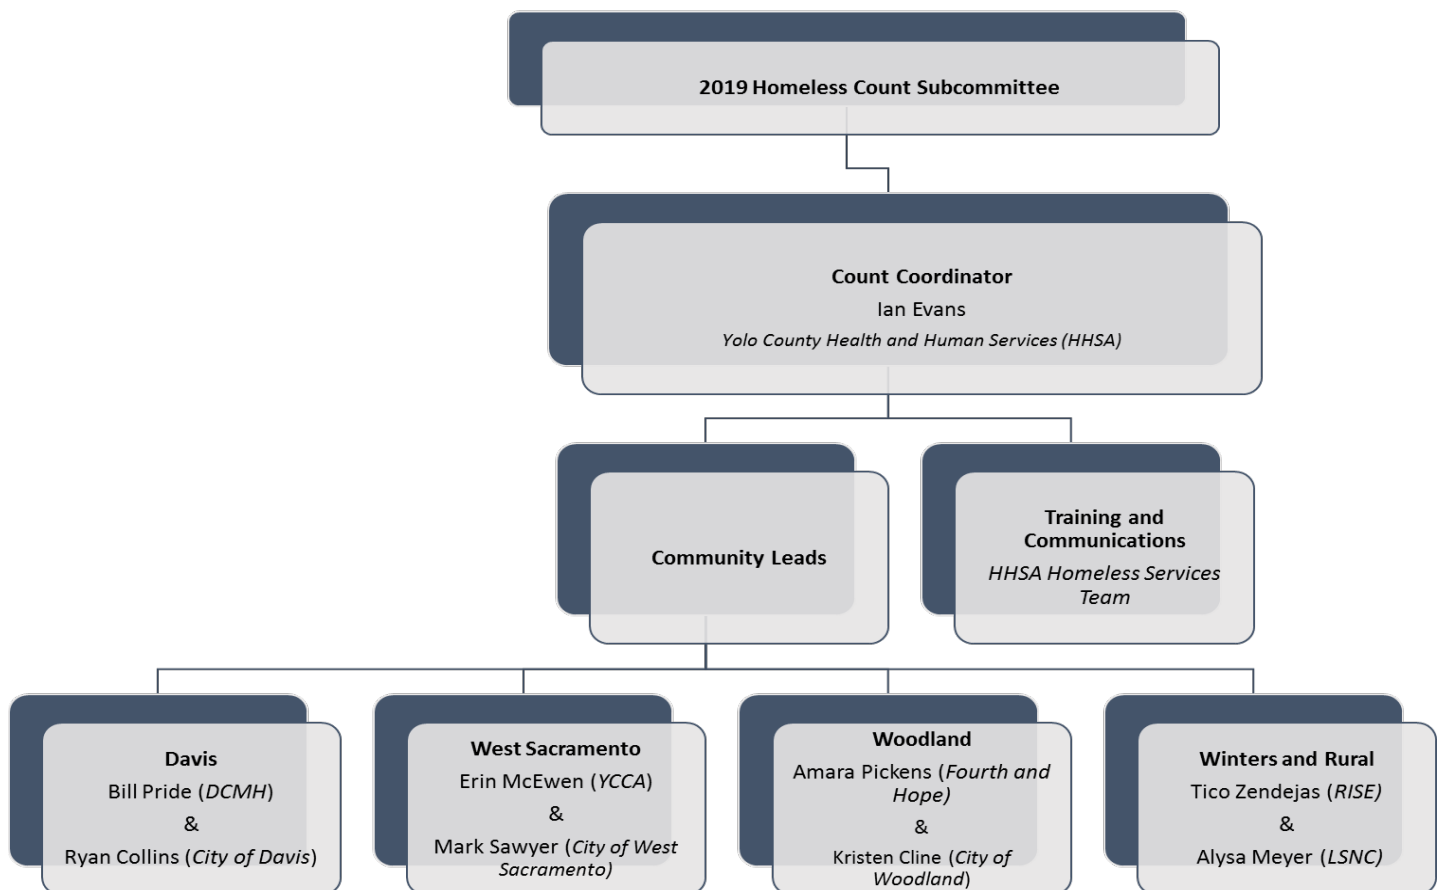 2019 Homeless Count Subcommittee
Count Coordinator
Ian Evans
Yolo County Health and Human Services (HHSA)
Community Leads
Training and
Communications
HHSA Homeless Services
Team
Davis
Bill Pride (DCMH)
&
Ryan Collins (City of Davis)
West Sacramento
Erin McEwen (YCCA)
&
Mark Sawyer (City of West
Sacramento)
Woodland
Amara Pickens (Fourth and
Hope)
&
Kristen Cline (City of
Woodland)
Winters and Rural
Tico Zendejas (RISE)
&
Alysa Meyer (LSNC)